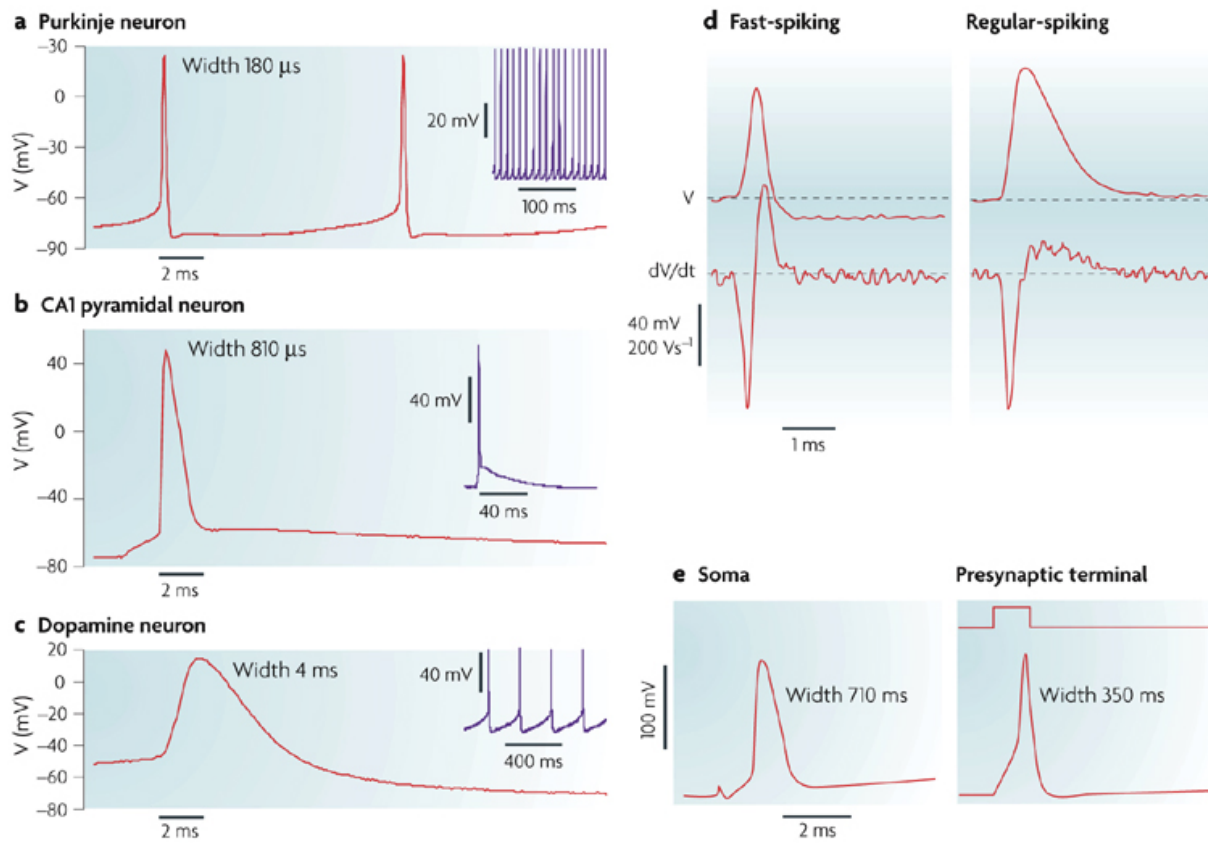 a Purkinje neuron
–30
0
–30
–60
–90
V (mV)
Width 180 μs
20 mV
100 ms
2 ms
b CA1 pyramidal neuron
40
0
–40
–80
V (mV)
Width 810 μs
40 mV
40 ms
2 ms
c Dopamine neuron
20
0
–20
–40
–60
–80
V (mV)
Width 4 ms
40 mV
400 ms
2 ms
d Fast-spiking
Regular-spiking
V
dV/dt
40 mV
200 Vs⁻¹
1 ms
e Soma
Presynaptic terminal
100 mV
Width 710 ms
Width 350 ms
2 ms